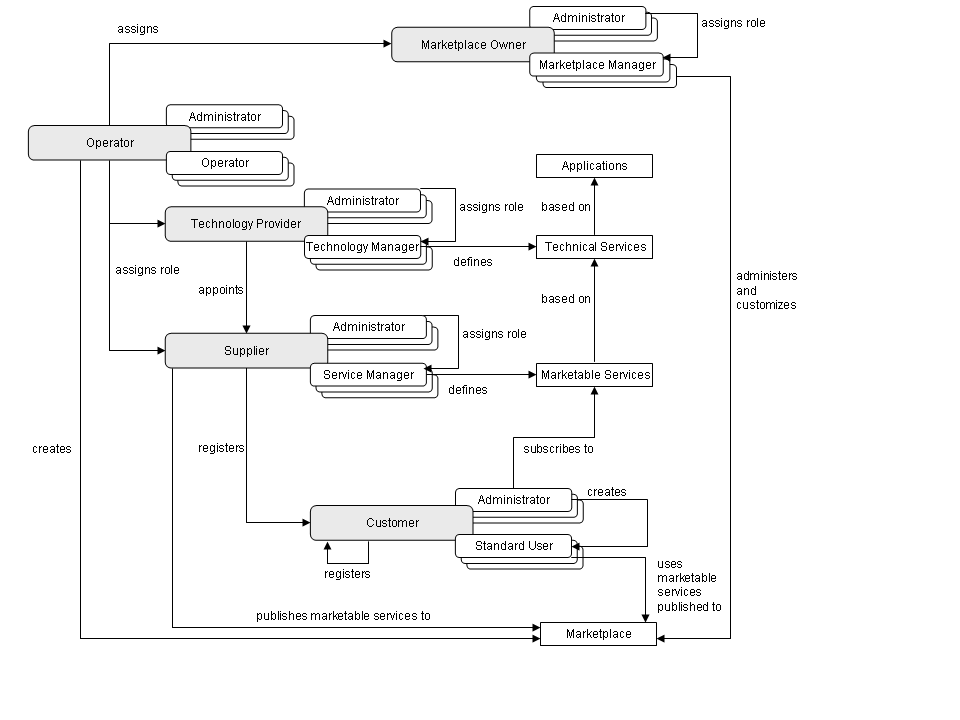 Administrator
assigns role
assigns
Marketplace Owner
Marketplace Manager
Administrator
Operator
Operator
Applications
Administrator
assigns role
based on
Technology Provider
Technology Manager
Technical Services
defines
assigns role
administers
and
customizes
appoints
based on
Administrator
assigns role
Supplier
Service Manager
Marketable Services
defines
creates
registers
subscribes to
Administrator
creates
Customer
Standard User
uses
marketable
services
published to
registers
publishes marketable services to
Marketplace